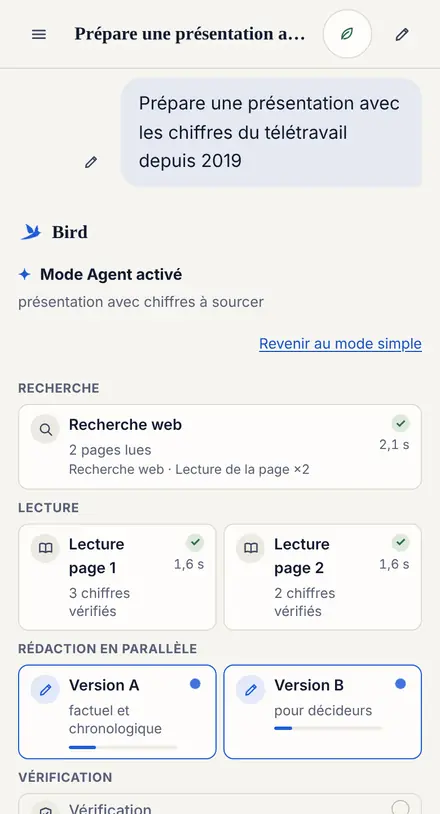 Prépare une présentation a…
Prépare une présentation avec
les chiffres du télétravail
depuis 2019
Bird
Mode Agent activé
présentation avec chiffres à sourcer
Revenir au mode simple
RECHERCHE
Recherche web
2,1 s
2 pages lues
Recherche web · Lecture de la page ×2
LECTURE
Lecture
page 1
1,6 s
3 chiffres
vérifiés
Lecture
page 2
1,6 s
2 chiffres
vérifiés
RÉDACTION EN PARALLÈLE
Version A
factuel et
chronologique
Version B
pour décideurs
VÉRIFICATION
Vérification